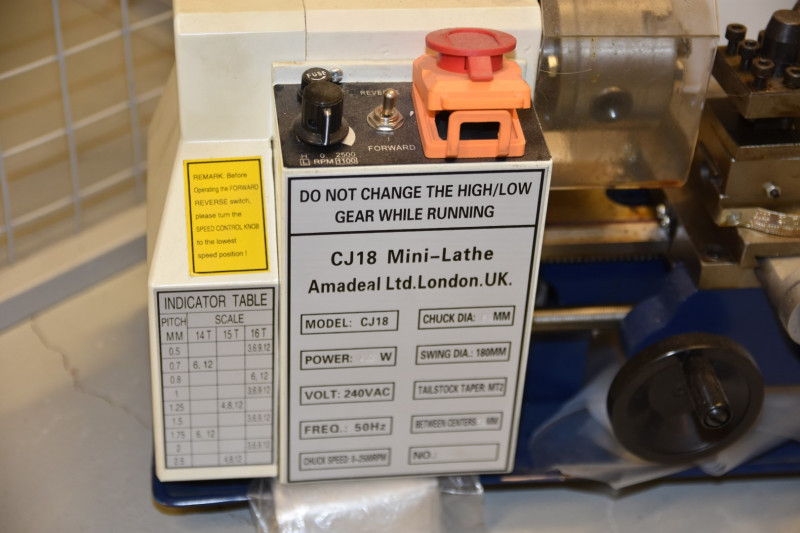 FUSE
REVERSE
FORWARD
H 0 2500
L RPM 1100
REMARK: Before
Operating the FORWARD
REVERSE switch,
please turn the
SPEED CONTROL KNOB
to the lowest
speed position !
DO NOT CHANGE THE HIGH/LOW
GEAR WHILE RUNNING
CJ18 Mini-Lathe
Amadeal Ltd.London.UK.
MODEL: CJ18
CHUCK DIA: MM
POWER: W
SWING DIA.: 180MM
VOLT: 240VAC
TAILSTOCK TAPER: MT2
FREQ.: 50Hz
BETWEEN CENTERS: MM
CHUCK SPEED: 0-2500RPM
NO.:
INDICATOR TABLE
PITCH SCALE
MM 14 T 15 T 16 T
0.5 3,6,9,12
0.7 6, 12
0.8 6, 12
1 3,6,9,12
1.25 4,8,12
1.5 3,6,9,12
1.75 6, 12
2 3,6,9,12
2.5 4,8,12